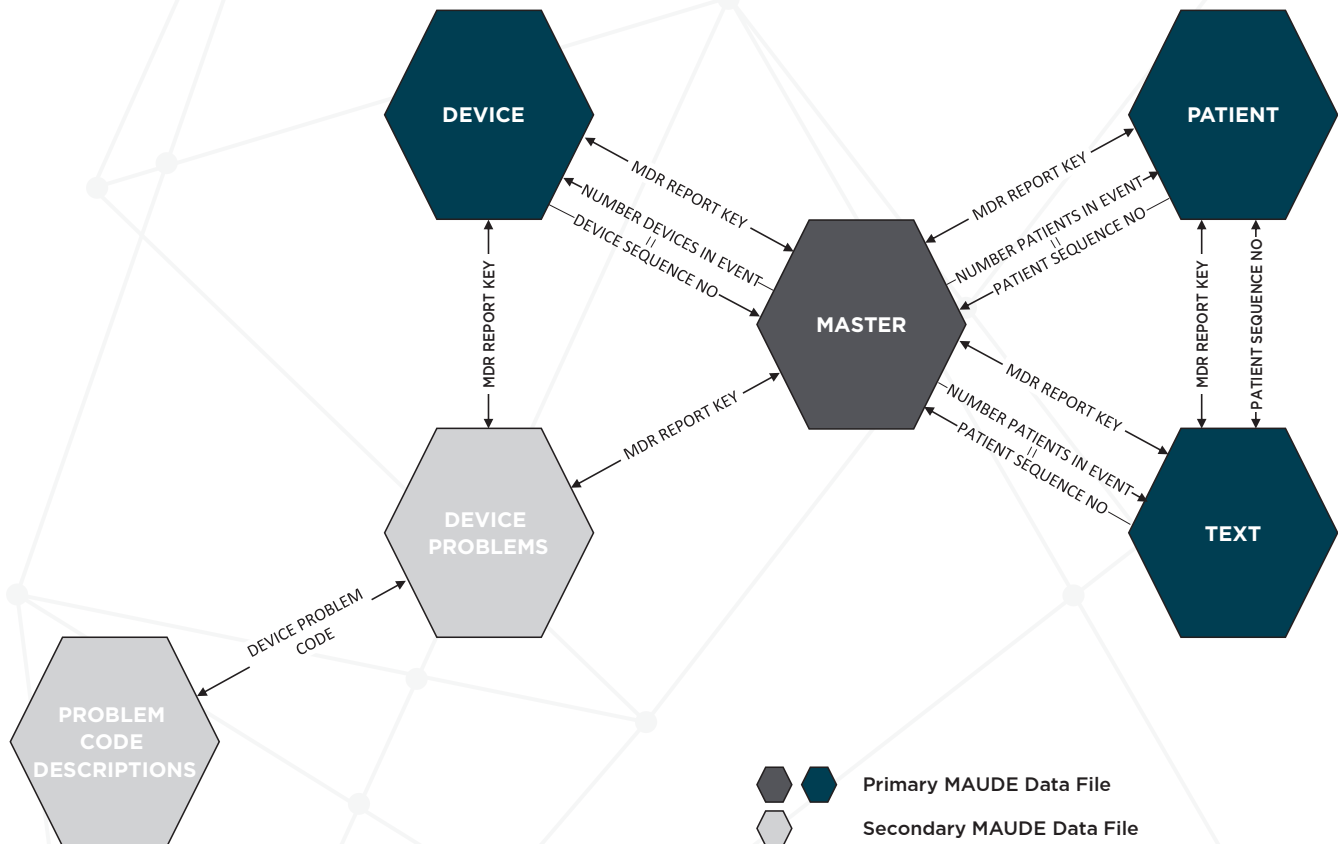 DEVICE
PATIENT
MDR REPORT KEY
NUMBER DEVICES IN EVENT
=
DEVICE SEQUENCE NO
MDR REPORT KEY
NUMBER PATIENTS IN EVENT
=
PATIENT SEQUENCE NO
MASTER
MDR REPORT KEY
MDR REPORT KEY
PATIENT SEQUENCE NO
MDR REPORT KEY
MDR REPORT KEY
NUMBER PATIENTS IN EVENT
=
PATIENT SEQUENCE NO
DEVICE
PROBLEMS
TEXT
DEVICE PROBLEM
CODE
PROBLEM
CODE
DESCRIPTIONS
Primary MAUDE Data File
Secondary MAUDE Data File